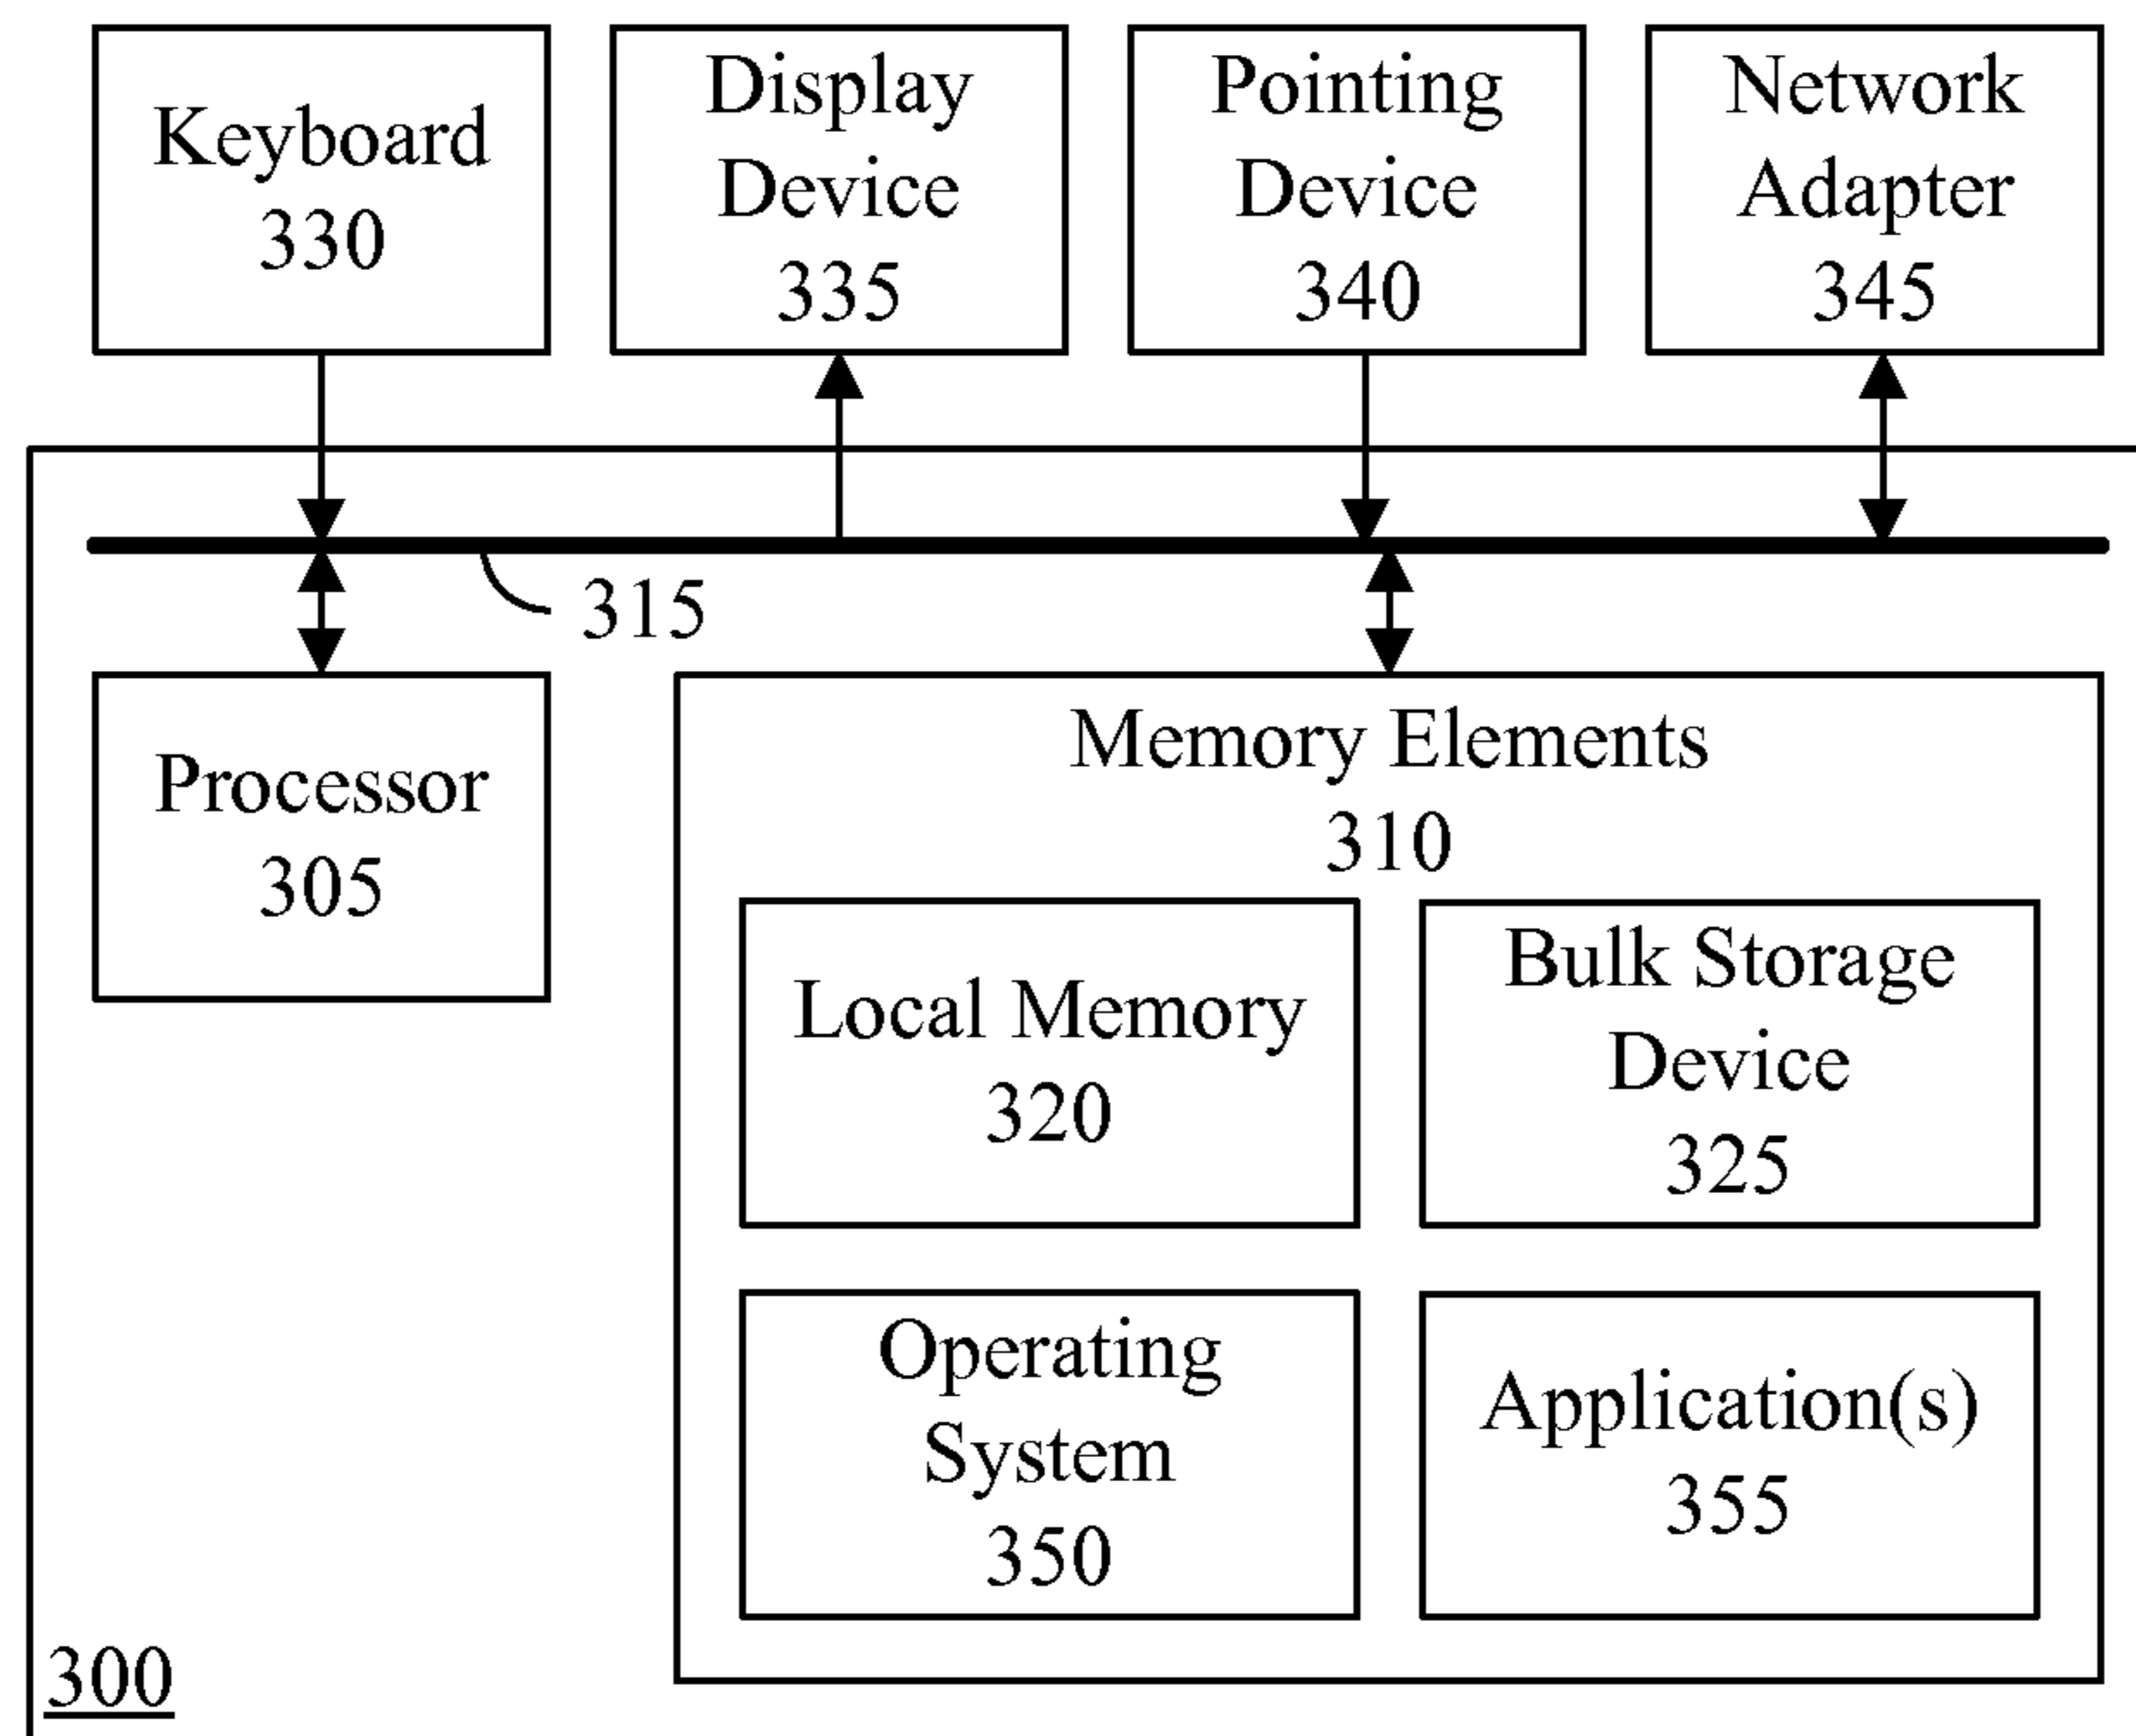 Keyboard
330
Display
Device
335
Pointing
Device
340
Network
Adapter
345
315
Processor
305
Memory Elements
310
Local Memory
320
Bulk Storage
Device
325
Operating
System
350
Application(s)
355
300